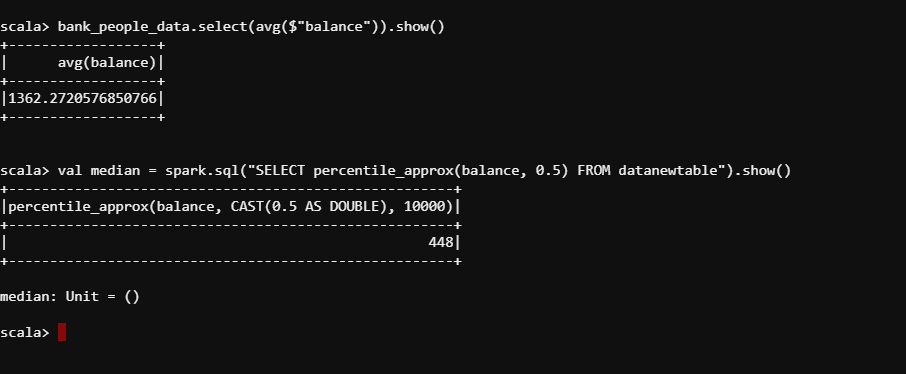 scala> bank_people_data.select(avg($"balance")).show()
+------------------+
|      avg(balance)|
+------------------+
|1362.2720576850766|
+------------------+
scala> val median = spark.sql("SELECT percentile_approx(balance, 0.5) FROM datanewtable").show()
+-------------------------------------------------------+
|percentile_approx(balance, CAST(0.5 AS DOUBLE), 10000)|
+-------------------------------------------------------+
|                                                    448|
+-------------------------------------------------------+
median: Unit = ()
scala>